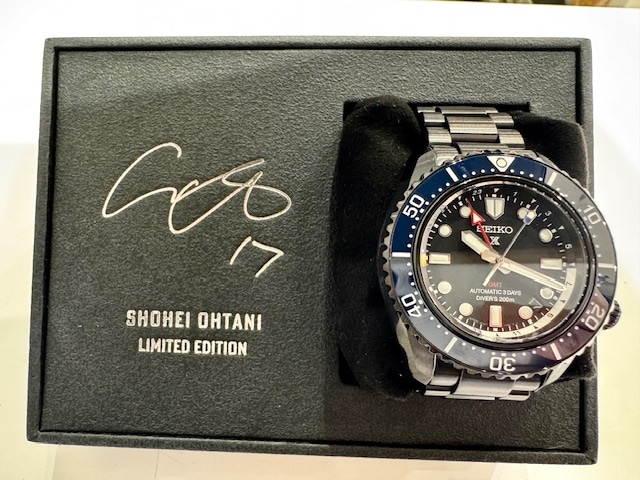 17
SHOHEI OHTANI
LIMITED EDITION
SEIKO
X
GMT
AUTOMATIC 3 DAYS
DIVER'S 200m
10
20
30
40
50